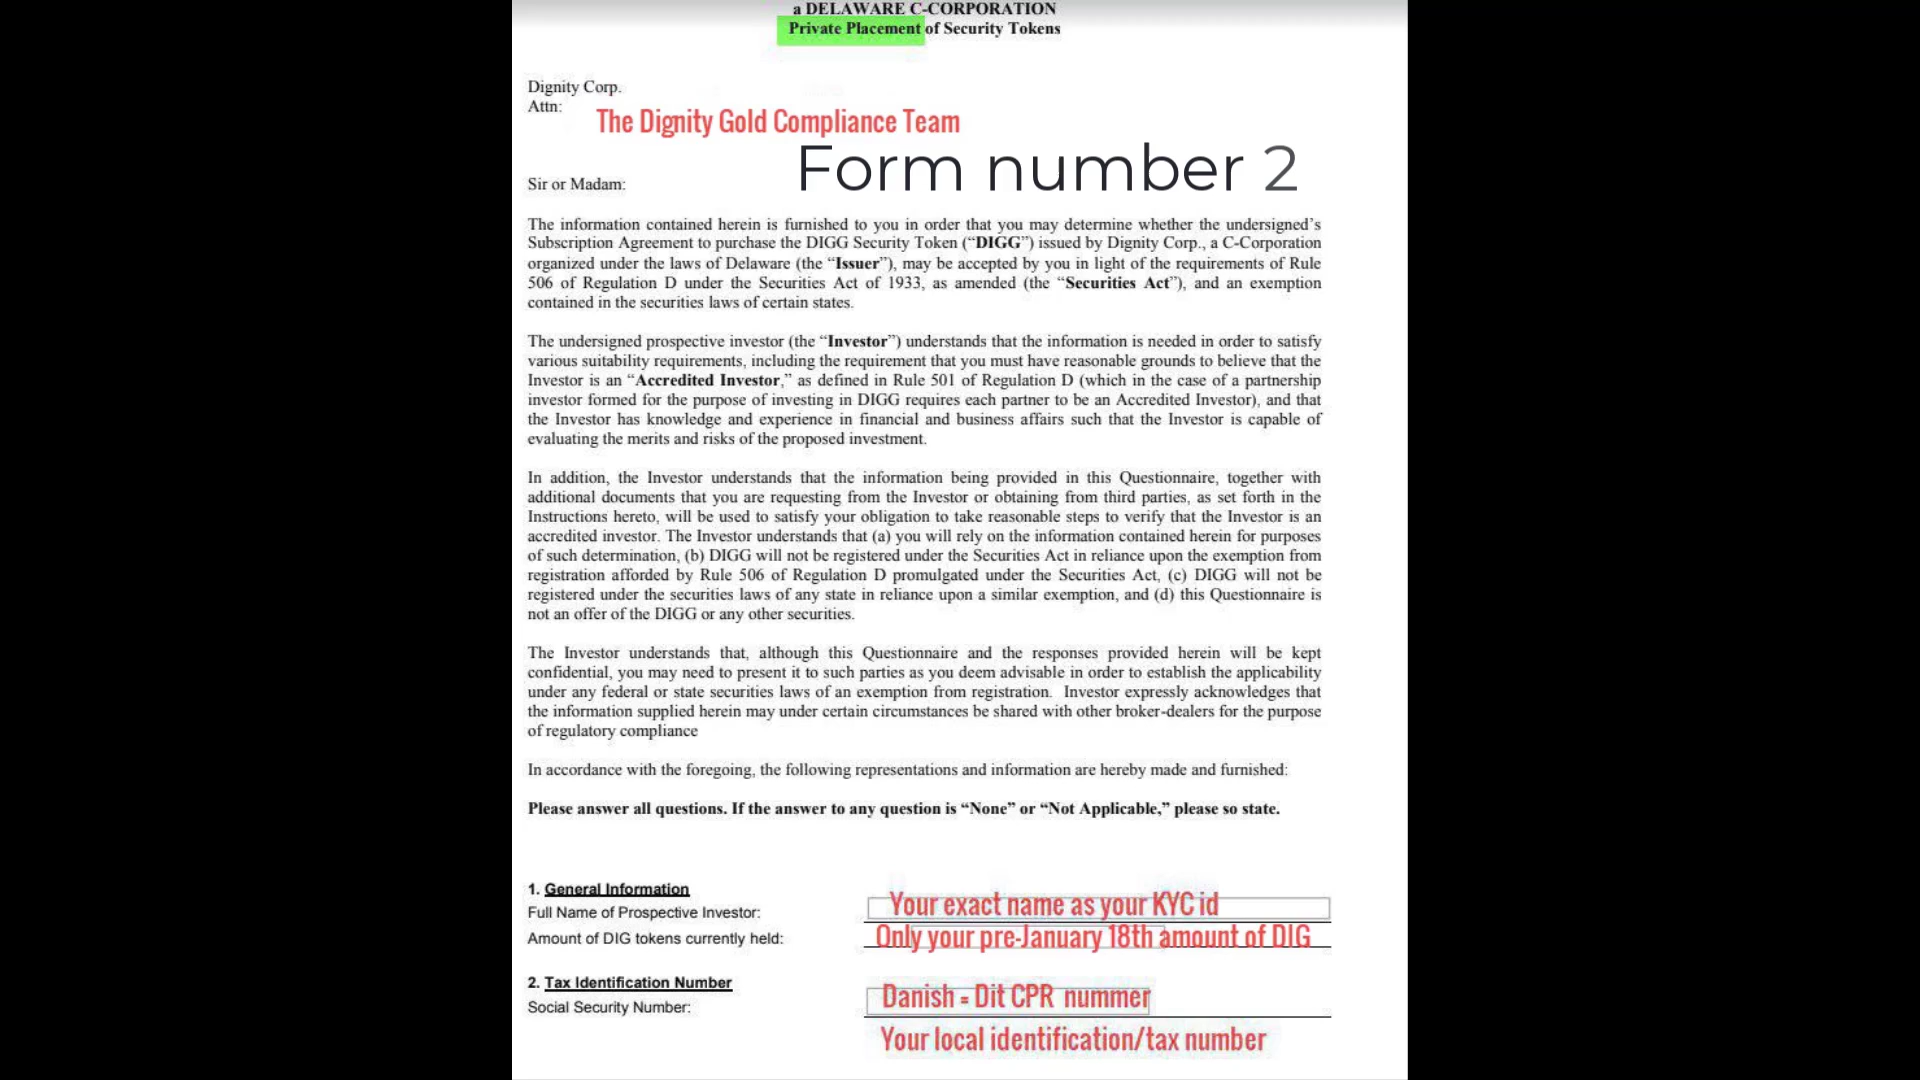 a DELAWARE C-CORPORATION
Private Placement of Security Tokens
Dignity Corp.
Attn:
The Dignity Gold Compliance Team
Form number 2
Sir or Madam:
The information contained herein is furnished to you in order that you may determine whether the undersigned’s
Subscription Agreement to purchase the DIGG Security Token (“DIGG”) issued by Dignity Corp., a C-Corporation
organized under the laws of Delaware (the “Issuer”), may be accepted by you in light of the requirements of Rule
506 of Regulation D under the Securities Act of 1933, as amended (the “Securities Act”), and an exemption
contained in the securities laws of certain states.
The undersigned prospective investor (the “Investor”) understands that the information is needed in order to satisfy
various suitability requirements, including the requirement that you must have reasonable grounds to believe that the
Investor is an “Accredited Investor,” as defined in Rule 501 of Regulation D (which in the case of a partnership
investor formed for the purpose of investing in DIGG requires each partner to be an Accredited Investor), and that
the Investor has knowledge and experience in financial and business affairs such that the Investor is capable of
evaluating the merits and risks of the proposed investment.
In addition, the Investor understands that the information being provided in this Questionnaire, together with
additional documents that you are requesting from the Investor or obtaining from third parties, as set forth in the
Instructions hereto, will be used to satisfy your obligation to take reasonable steps to verify that the Investor is an
accredited investor. The Investor understands that (a) you will rely on the information contained herein for purposes
of such determination, (b) DIGG will not be registered under the Securities Act in reliance upon the exemption from
registration afforded by Rule 506 of Regulation D promulgated under the Securities Act, (c) DIGG will not be
registered under the securities laws of any state in reliance upon a similar exemption, and (d) this Questionnaire is
not an offer of the DIGG or any other securities.
The Investor understands that, although this Questionnaire and the responses provided herein will be kept
confidential, you may need to present it to such parties as you deem advisable in order to establish the applicability
under any federal or state securities laws of an exemption from registration. Investor expressly acknowledges that
the information supplied herein may under certain circumstances be shared with other broker-dealers for the purpose
of regulatory compliance
In accordance with the foregoing, the following representations and information are hereby made and furnished:
Please answer all questions. If the answer to any question is “None” or “Not Applicable,” please so state.
1. General Information
Full Name of Prospective Investor: Your exact name as your KYC id
Amount of DIG tokens currently held: Only your pre-January 18th amount of DIG
2. Tax Identification Number
Social Security Number: Danish = Dit CPR nummer
Your local identification/tax number